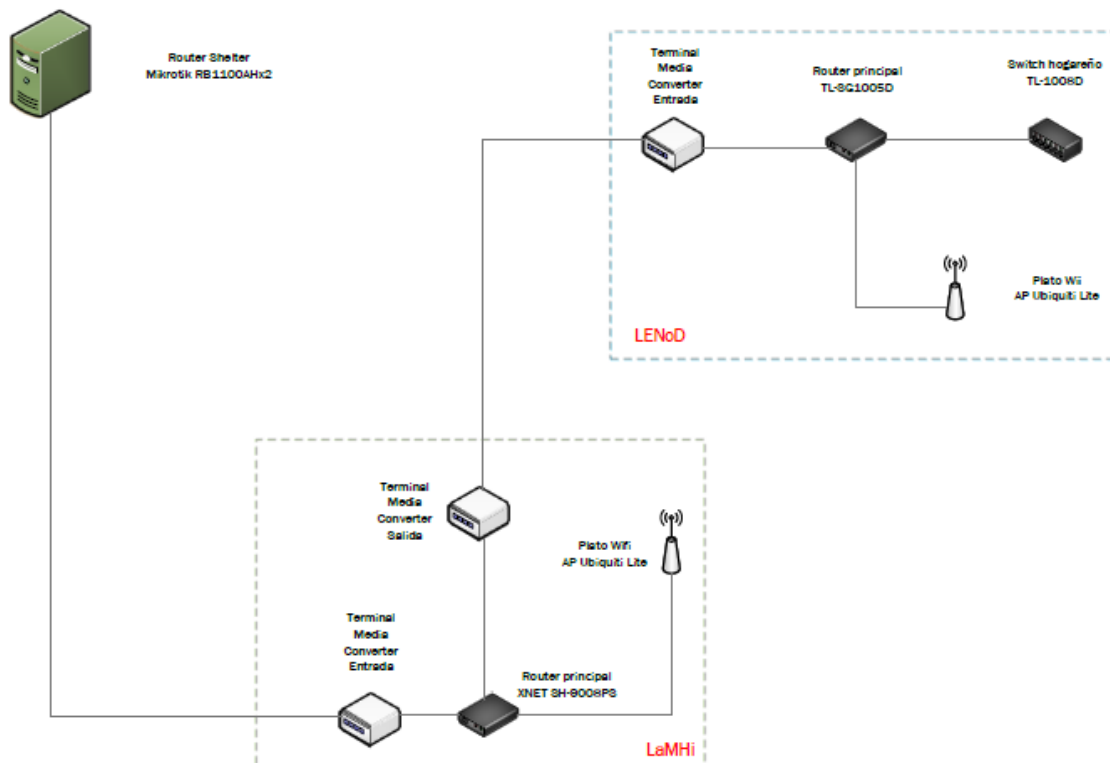 Router Shelter
Mikrotik RB1100AHx2
Terminal
Media
Converter
Entrada
Router principal
TL-SG1005D
Switch hogareño
TL-1008D
Plato Wii
AP Ubiquiti Lite
LENoD
Terminal
Media
Converter
Salida
Plato Wifi
AP Ubiquiti Lite
Terminal
Media
Converter
Entrada
Router principal
XNET SH-9008PS
LaMHi